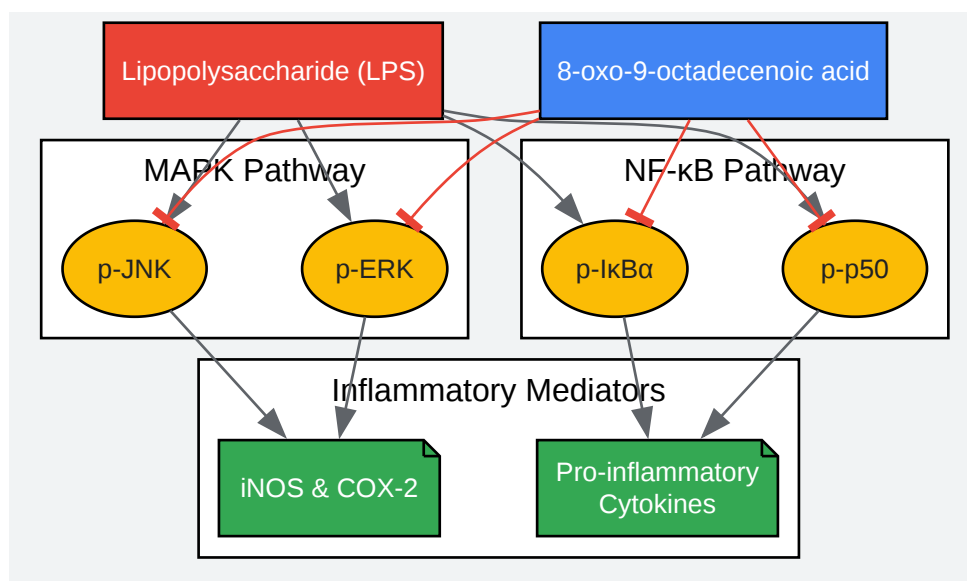 Lipopolysaccharide (LPS)
8-oxo-9-octadecenoic acid
MAPK Pathway
NF-κB Pathway
p-JNK
p-ERK
p-IκBα
p-p50
Inflammatory Mediators
iNOS & COX-2
Pro-inflammatory
Cytokines